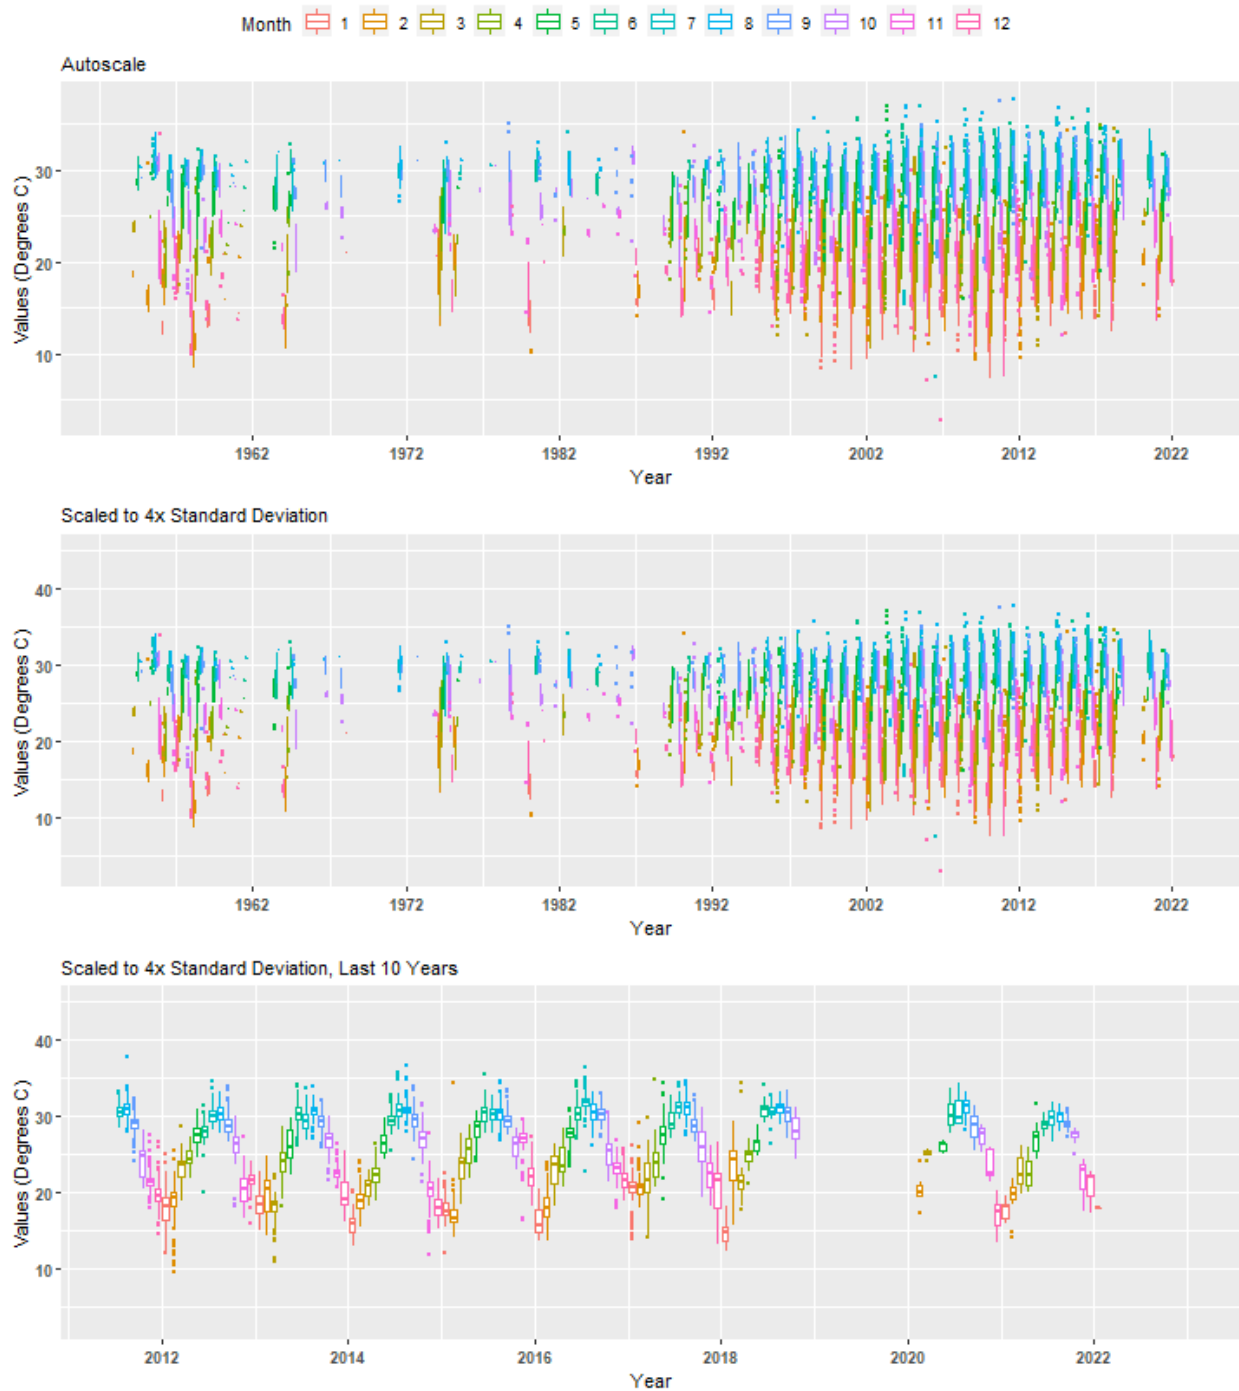 Month 1 2 3 4 5 6 7 8 9 10 11 12
Autoscale
Values (Degrees C)
30
20
10
1962 1972 1982 1992 2002 2012 2022
Year
Scaled to 4x Standard Deviation
Values (Degrees C)
40
30
20
10
1962 1972 1982 1992 2002 2012 2022
Year
Scaled to 4x Standard Deviation, Last 10 Years
Values (Degrees C)
40
30
20
10
2012 2014 2016 2018 2020 2022
Year